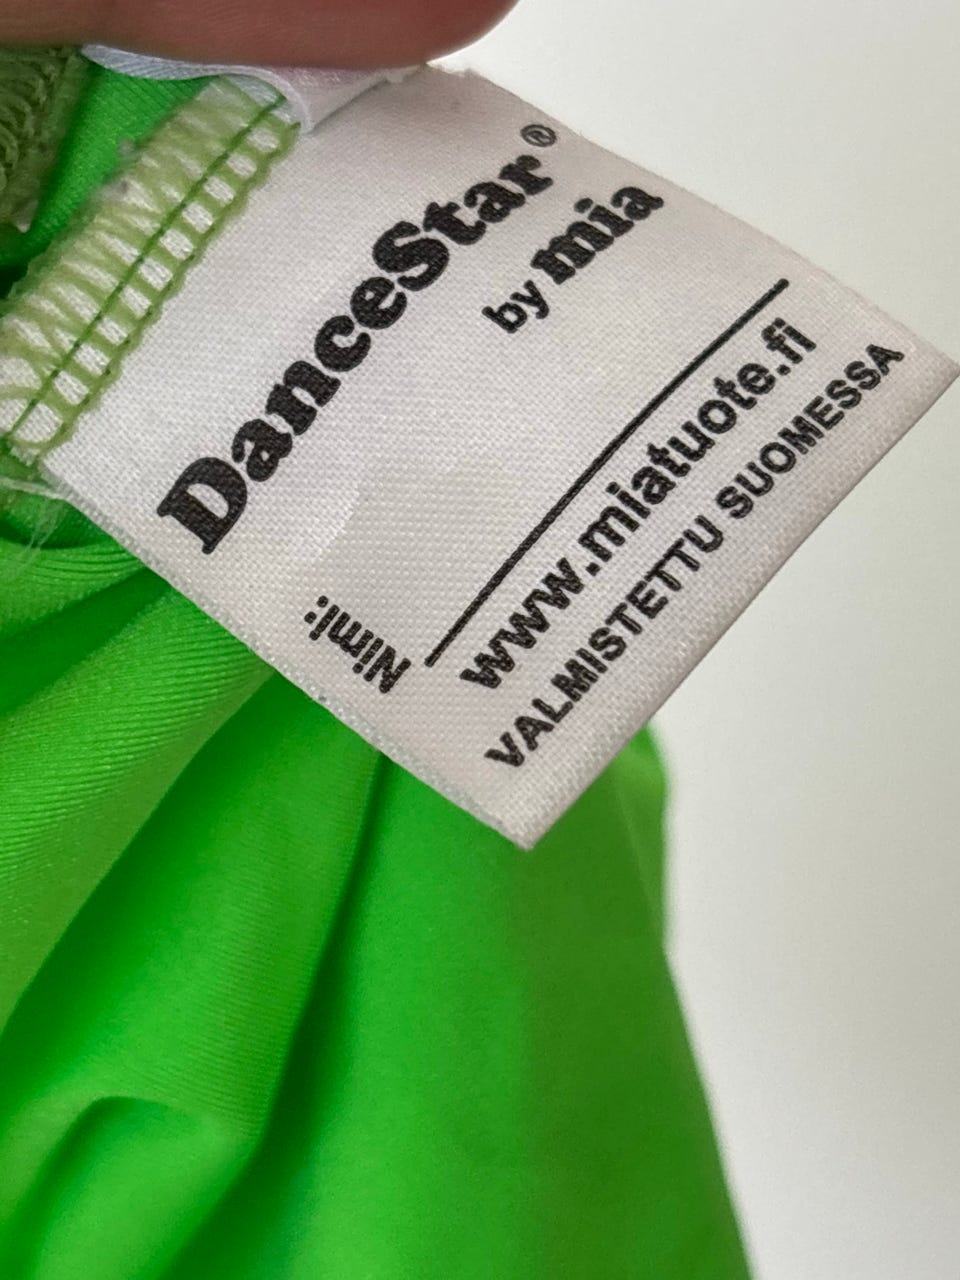 DanceStar®
by mia
Nimi:
www.miatuote.fi
VALMISTETTU SUOMESSA